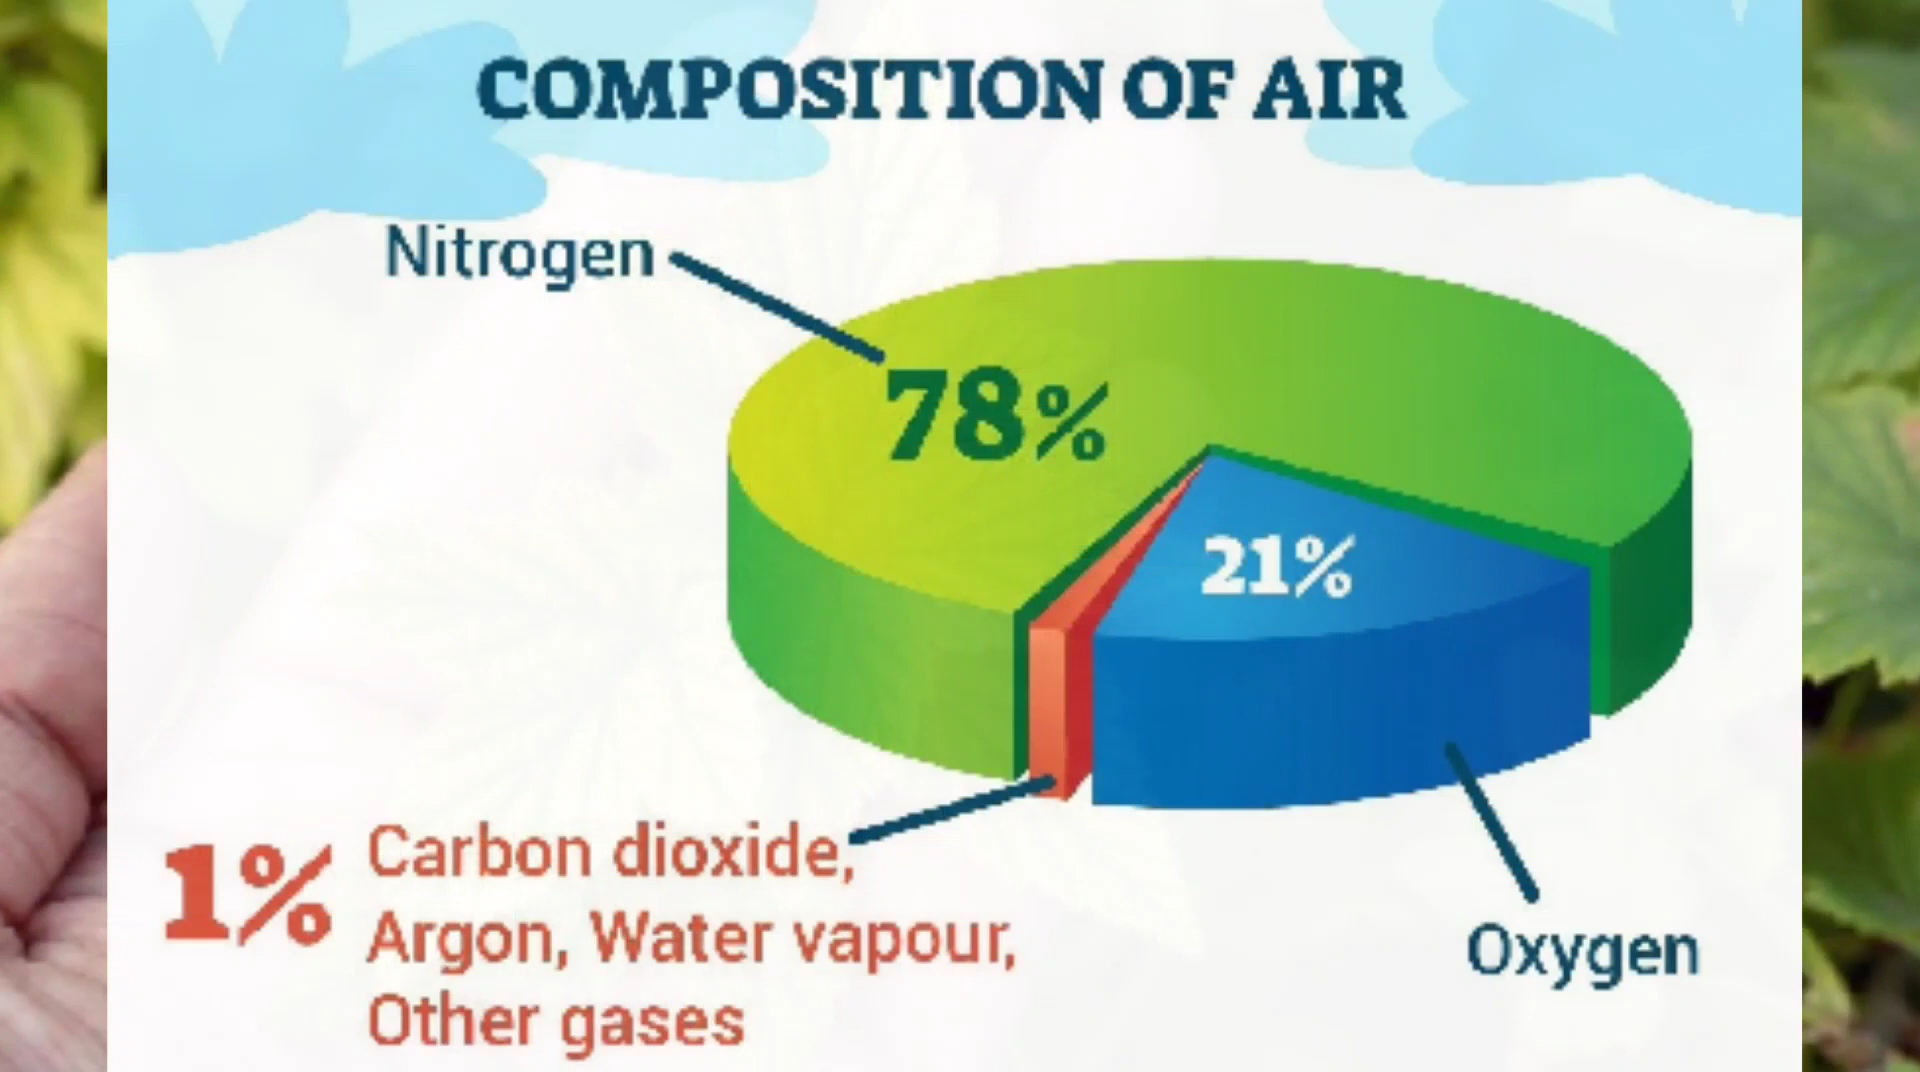 COMPOSITION OF AIR
Nitrogen
78%
21%
1%
Carbon dioxide,
Argon, Water vapour,
Other gases
Oxygen